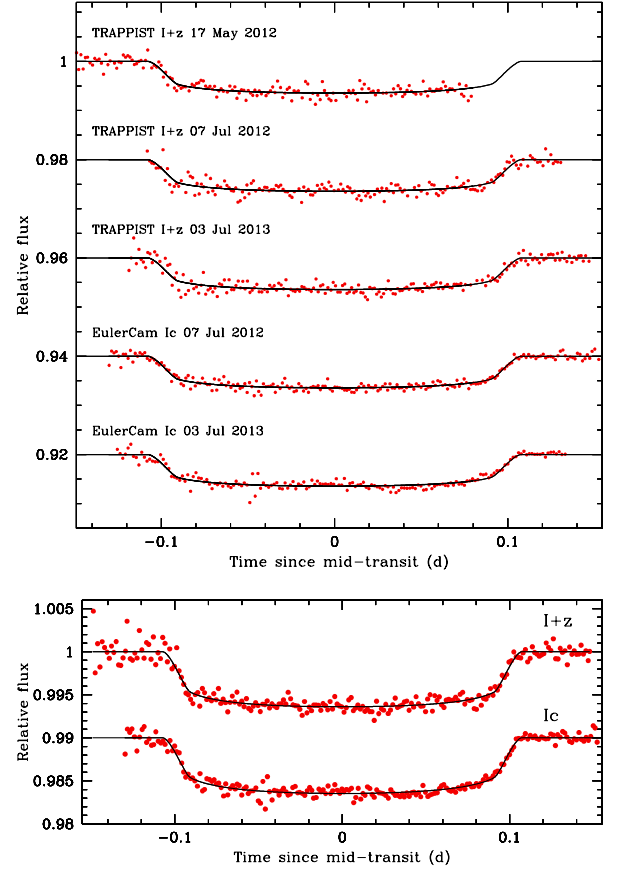 TRAPPIST I+z 17 May 2012
1
TRAPPIST I+z 07 Jul 2012
0.98
TRAPPIST I+z 03 Jul 2013
0.96
EulerCam Ic 07 Jul 2012
0.94
EulerCam Ic 03 Jul 2013
0.92
Relative flux
-0.1 0 0.1
Time since mid-transit (d)
1.005
I+z
1
0.995
Ic
0.99
0.985
0.98
Relative flux
-0.1 0 0.1
Time since mid-transit (d)